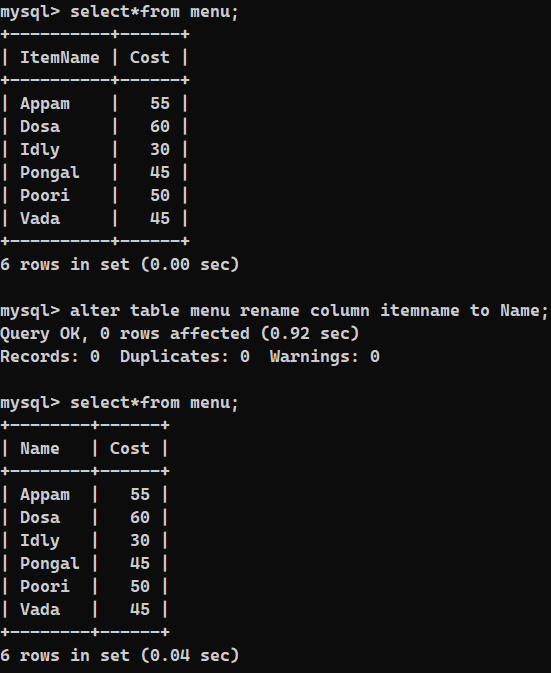 mysql> select*from menu;
+----------+------+
| ItemName | Cost |
+----------+------+
| Appam    |   55 |
| Dosa     |   60 |
| Idly     |   30 |
| Pongal   |   45 |
| Poori    |   50 |
| Vada     |   45 |
+----------+------+
6 rows in set (0.00 sec)

mysql> alter table menu rename column itemname to Name;
Query OK, 0 rows affected (0.92 sec)
Records: 0  Duplicates: 0  Warnings: 0

mysql> select*from menu;
+--------+------+
| Name   | Cost |
+--------+------+
| Appam  |   55 |
| Dosa   |   60 |
| Idly   |   30 |
| Pongal |   45 |
| Poori  |   50 |
| Vada   |   45 |
+--------+------+
6 rows in set (0.04 sec)